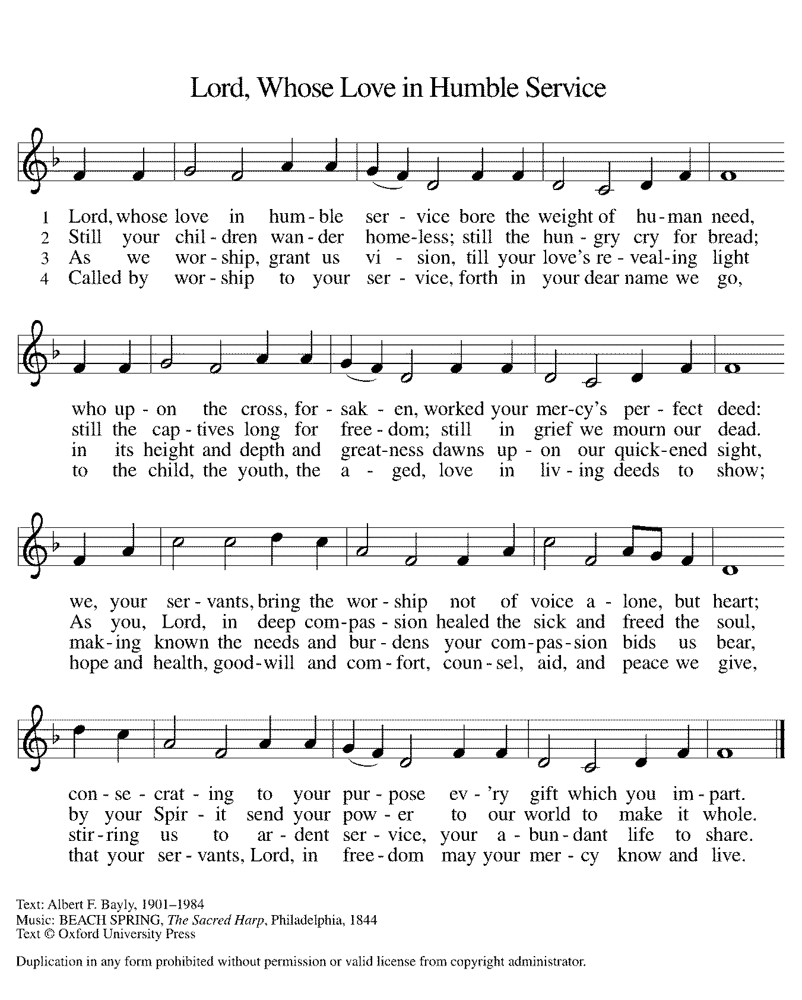 Lord, Whose Love in Humble Service
1 Lord, whose love in hum - ble ser - vice bore the weight of hu - man need,
2 Still your chil - dren wan - der home - less; still the hun - gry cry for bread;
3 As we wor - ship, grant us vi - sion, till your love's re - veal - ing light
4 Called by wor - ship to your ser - vice, forth in your dear name we go,
who up - on the cross, for - sak - en, worked your mer - cy's per - fect deed:
still the cap - tives long for free - dom; still in grief we mourn our dead.
in its height and depth and great - ness dawns up - on our quick - ened sight,
to the child, the youth, the a - ged, love in liv - ing deeds to show;
we, your ser - vants, bring the wor - ship not of voice a - lone, but heart;
As you, Lord, in deep com - pas - sion healed the sick and freed the soul,
mak - ing known the needs and bur - dens your com - pas - sion bids us bear,
hope and health, good - will and com - fort, coun - sel, aid, and peace we give,
con - se - crat - ing to your pur - pose ev - 'ry gift which you im - part.
by your Spir - it send your pow - er to our world to make it whole.
stir - ring us to ar - dent ser - vice, your a - bun - dant life to share.
that your ser - vants, Lord, in free - dom may your mer - cy know and live.
Text: Albert F. Bayly, 1901–1984
Music: BEACH SPRING, The Sacred Harp, Philadelphia, 1844
Text © Oxford University Press
Duplication in any form prohibited without permission or valid license from copyright administrator.